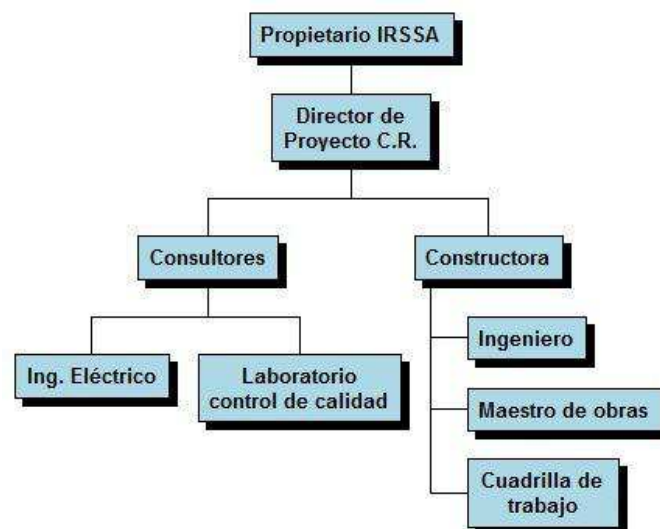 Propietario IRSSA
Director de
Proyecto C.R.
Consultores
Constructora
Ing. Eléctrico
Laboratorio
control de calidad
Ingeniero
Maestro de obras
Cuadrilla de
trabajo